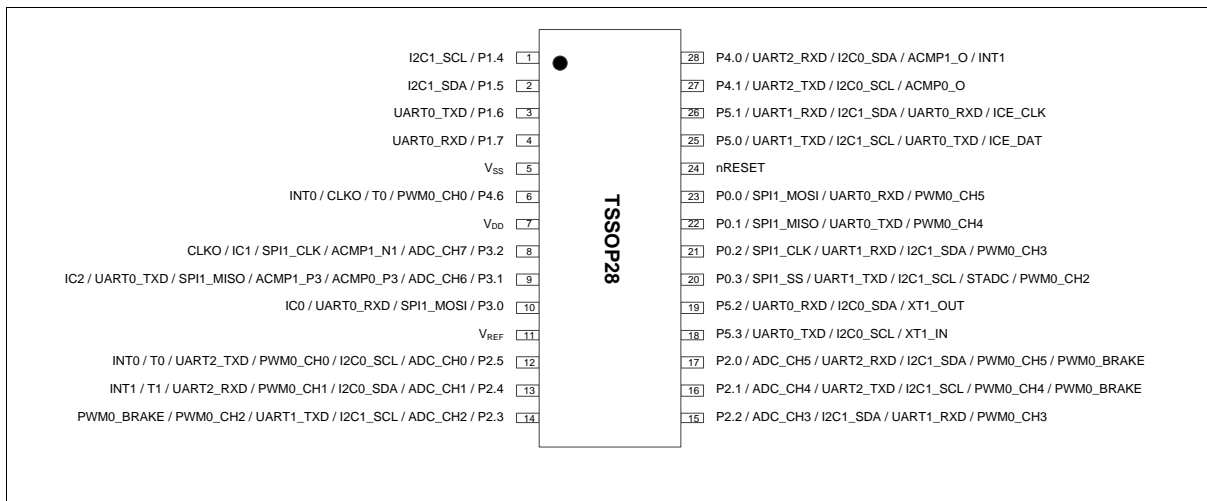 I2C1_SCL / P1.4 1
I2C1_SDA / P1.5 2
UART0_TXD / P1.6 3
UART0_RXD / P1.7 4
VSS 5
INT0 / CLKO / T0 / PWM0_CH0 / P4.6 6
VDD 7
CLKO / IC1 / SPI1_CLK / ACMP1_N1 / ADC_CH7 / P3.2 8
IC2 / UART0_TXD / SPI1_MISO / ACMP1_P3 / ACMP0_P3 / ADC_CH6 / P3.1 9
IC0 / UART0_RXD / SPI1_MOSI / P3.0 10
VREF 11
INT0 / T0 / UART2_TXD / PWM0_CH0 / I2C0_SCL / ADC_CH0 / P2.5 12
INT1 / T1 / UART2_RXD / PWM0_CH1 / I2C0_SDA / ADC_CH1 / P2.4 13
PWM0_BRAKE / PWM0_CH2 / UART1_TXD / I2C1_SCL / ADC_CH2 / P2.3 14
TSSOP28
28 P4.0 / UART2_RXD / I2C0_SDA / ACMP1_O / INT1
27 P4.1 / UART2_TXD / I2C0_SCL / ACMP0_O
26 P5.1 / UART1_RXD / I2C1_SDA / UART0_RXD / ICE_CLK
25 P5.0 / UART1_TXD / I2C1_SCL / UART0_TXD / ICE_DAT
24 nRESET
23 P0.0 / SPI1_MOSI / UART0_RXD / PWM0_CH5
22 P0.1 / SPI1_MISO / UART0_TXD / PWM0_CH4
21 P0.2 / SPI1_CLK / UART1_RXD / I2C1_SDA / PWM0_CH3
20 P0.3 / SPI1_SS / UART1_TXD / I2C1_SCL / STADC / PWM0_CH2
19 P5.2 / UART0_RXD / I2C0_SDA / XT1_OUT
18 P5.3 / UART0_TXD / I2C0_SCL / XT1_IN
17 P2.0 / ADC_CH5 / UART2_RXD / I2C1_SDA / PWM0_CH5 / PWM0_BRAKE
16 P2.1 / ADC_CH4 / UART2_TXD / I2C1_SCL / PWM0_CH4 / PWM0_BRAKE
15 P2.2 / ADC_CH3 / I2C1_SDA / UART1_RXD / PWM0_CH3